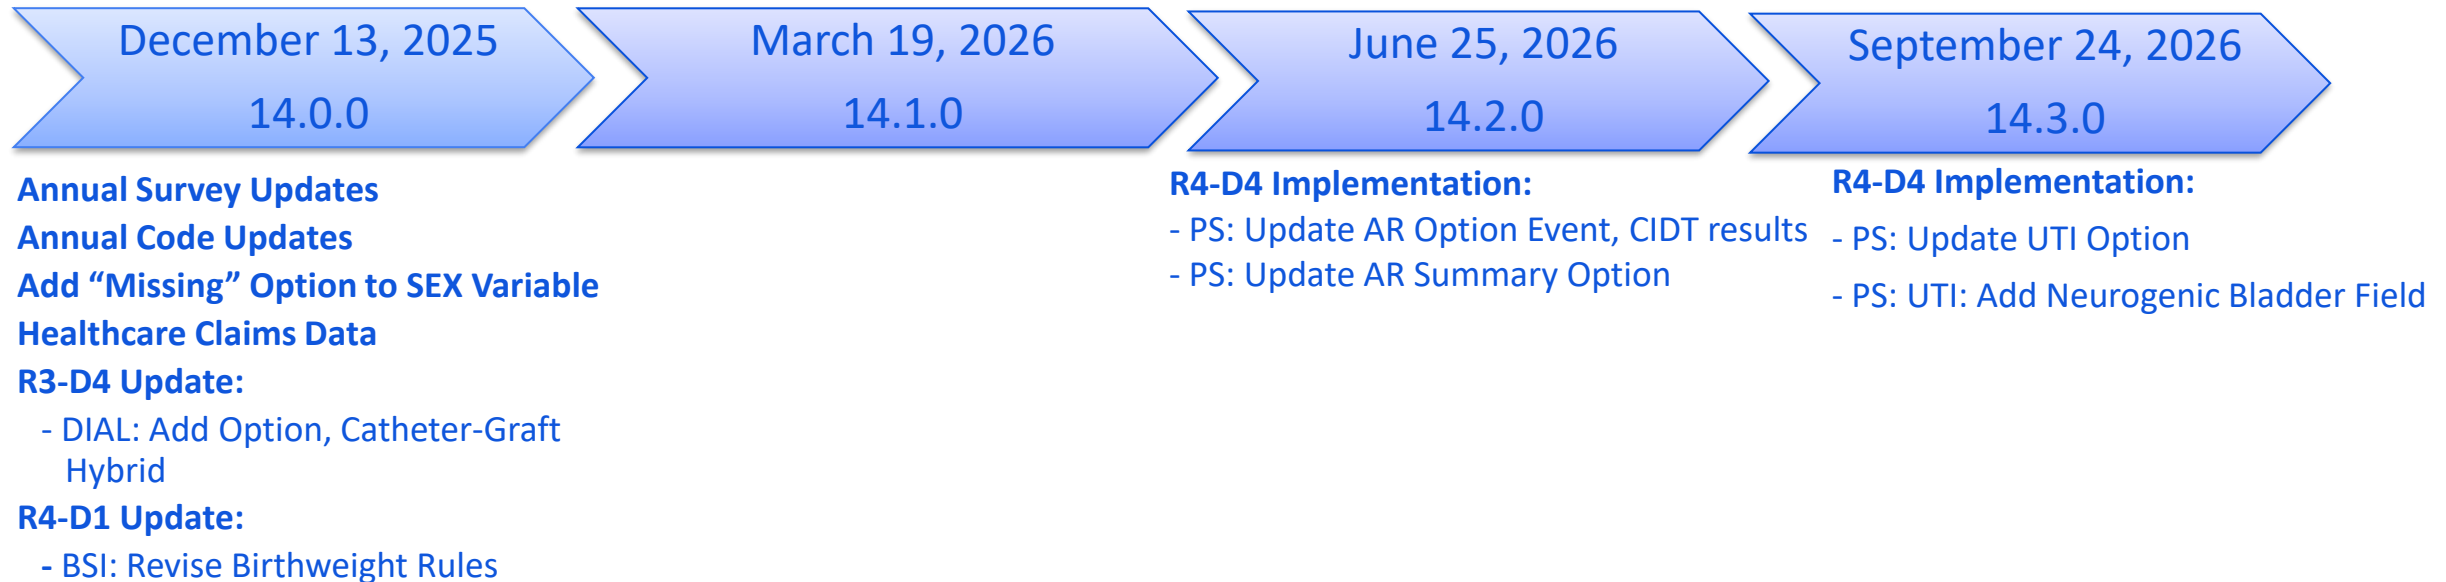 December 13, 2025
14.0.0
March 19, 2026
14.1.0
June 25, 2026
14.2.0
September 24, 2026
14.3.0
Annual Survey Updates
Annual Code Updates
Add “Missing” Option to SEX Variable
Healthcare Claims Data
R3-D4 Update:
- DIAL: Add Option, Catheter-Graft
Hybrid
R4-D1 Update:
- BSI: Revise Birthweight Rules
R4-D4 Implementation:
- PS: Update AR Option Event, CIDT results
- PS: Update AR Summary Option
R4-D4 Implementation:
- PS: Update UTI Option
- PS: UTI: Add Neurogenic Bladder Field